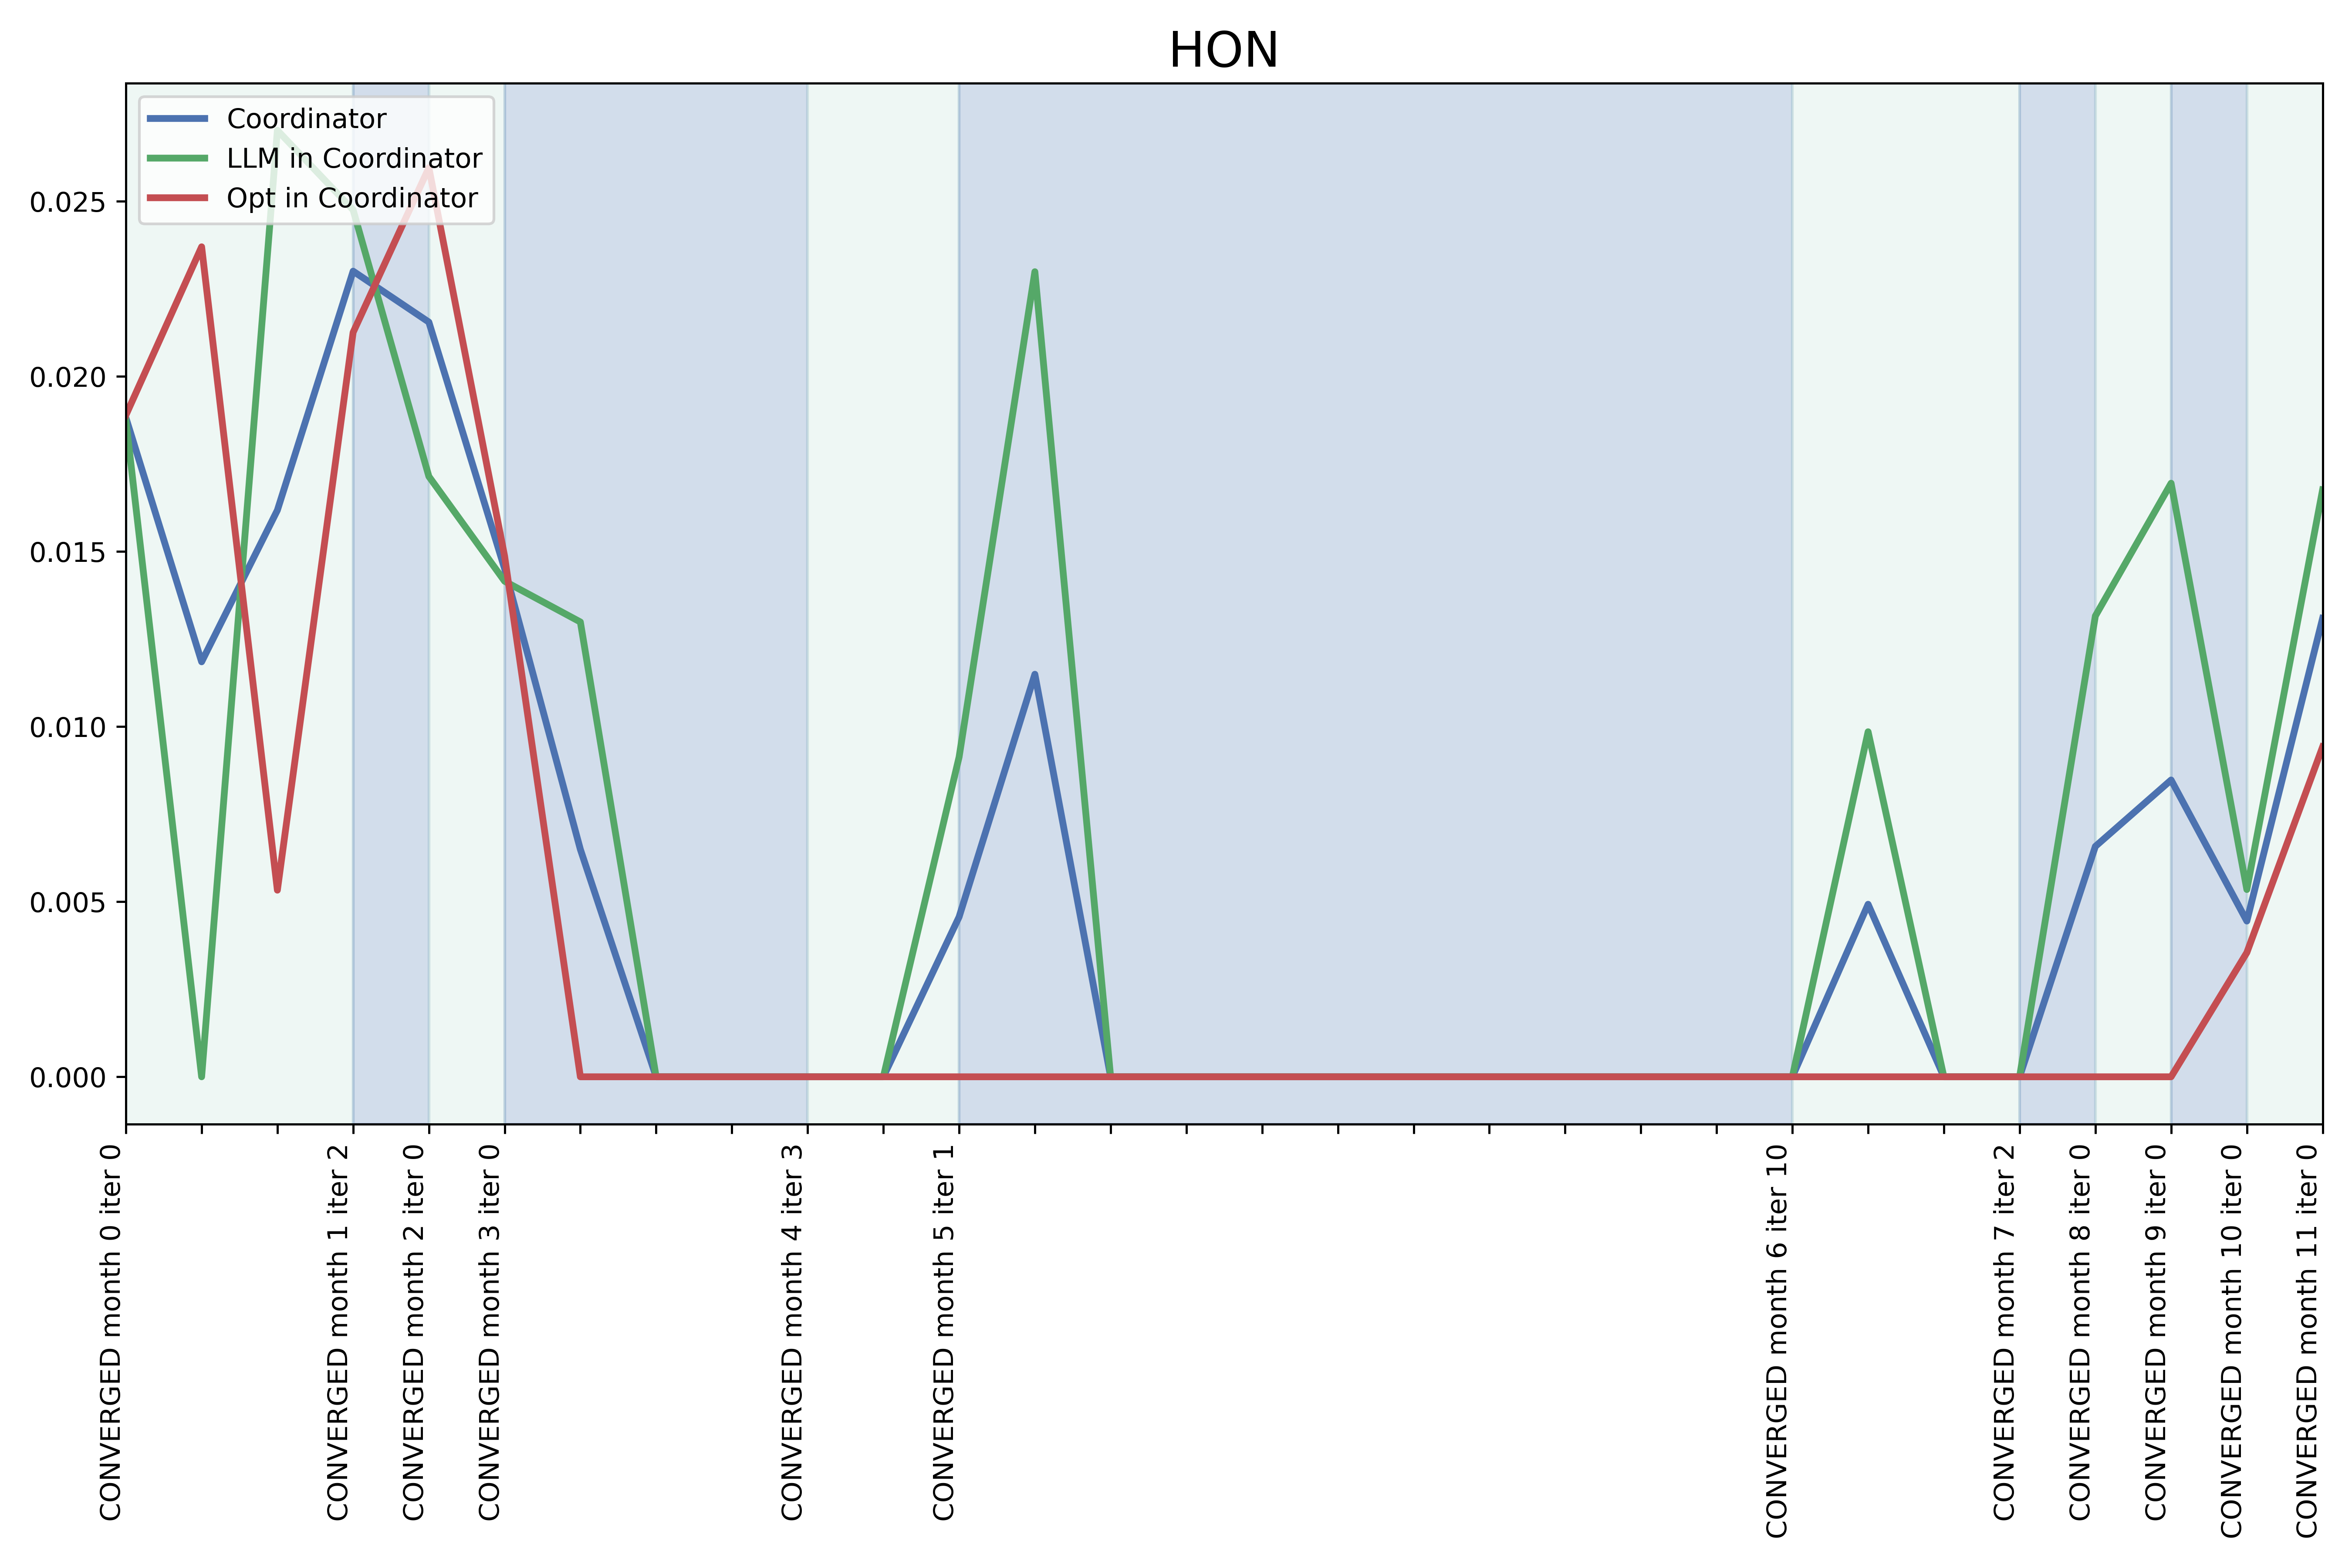 HON
Coordinator
LLM in Coordinator
Opt in Coordinator
0.025
0.020
0.015
0.010
0.005
0.000
CONVERGED month 0 iter 0
CONVERGED month 1 iter 2
CONVERGED month 2 iter 0
CONVERGED month 3 iter 0
CONVERGED month 4 iter 3
CONVERGED month 5 iter 1
CONVERGED month 6 iter 10
CONVERGED month 7 iter 2
CONVERGED month 8 iter 0
CONVERGED month 9 iter 0
CONVERGED month 10 iter 0
CONVERGED month 11 iter 0